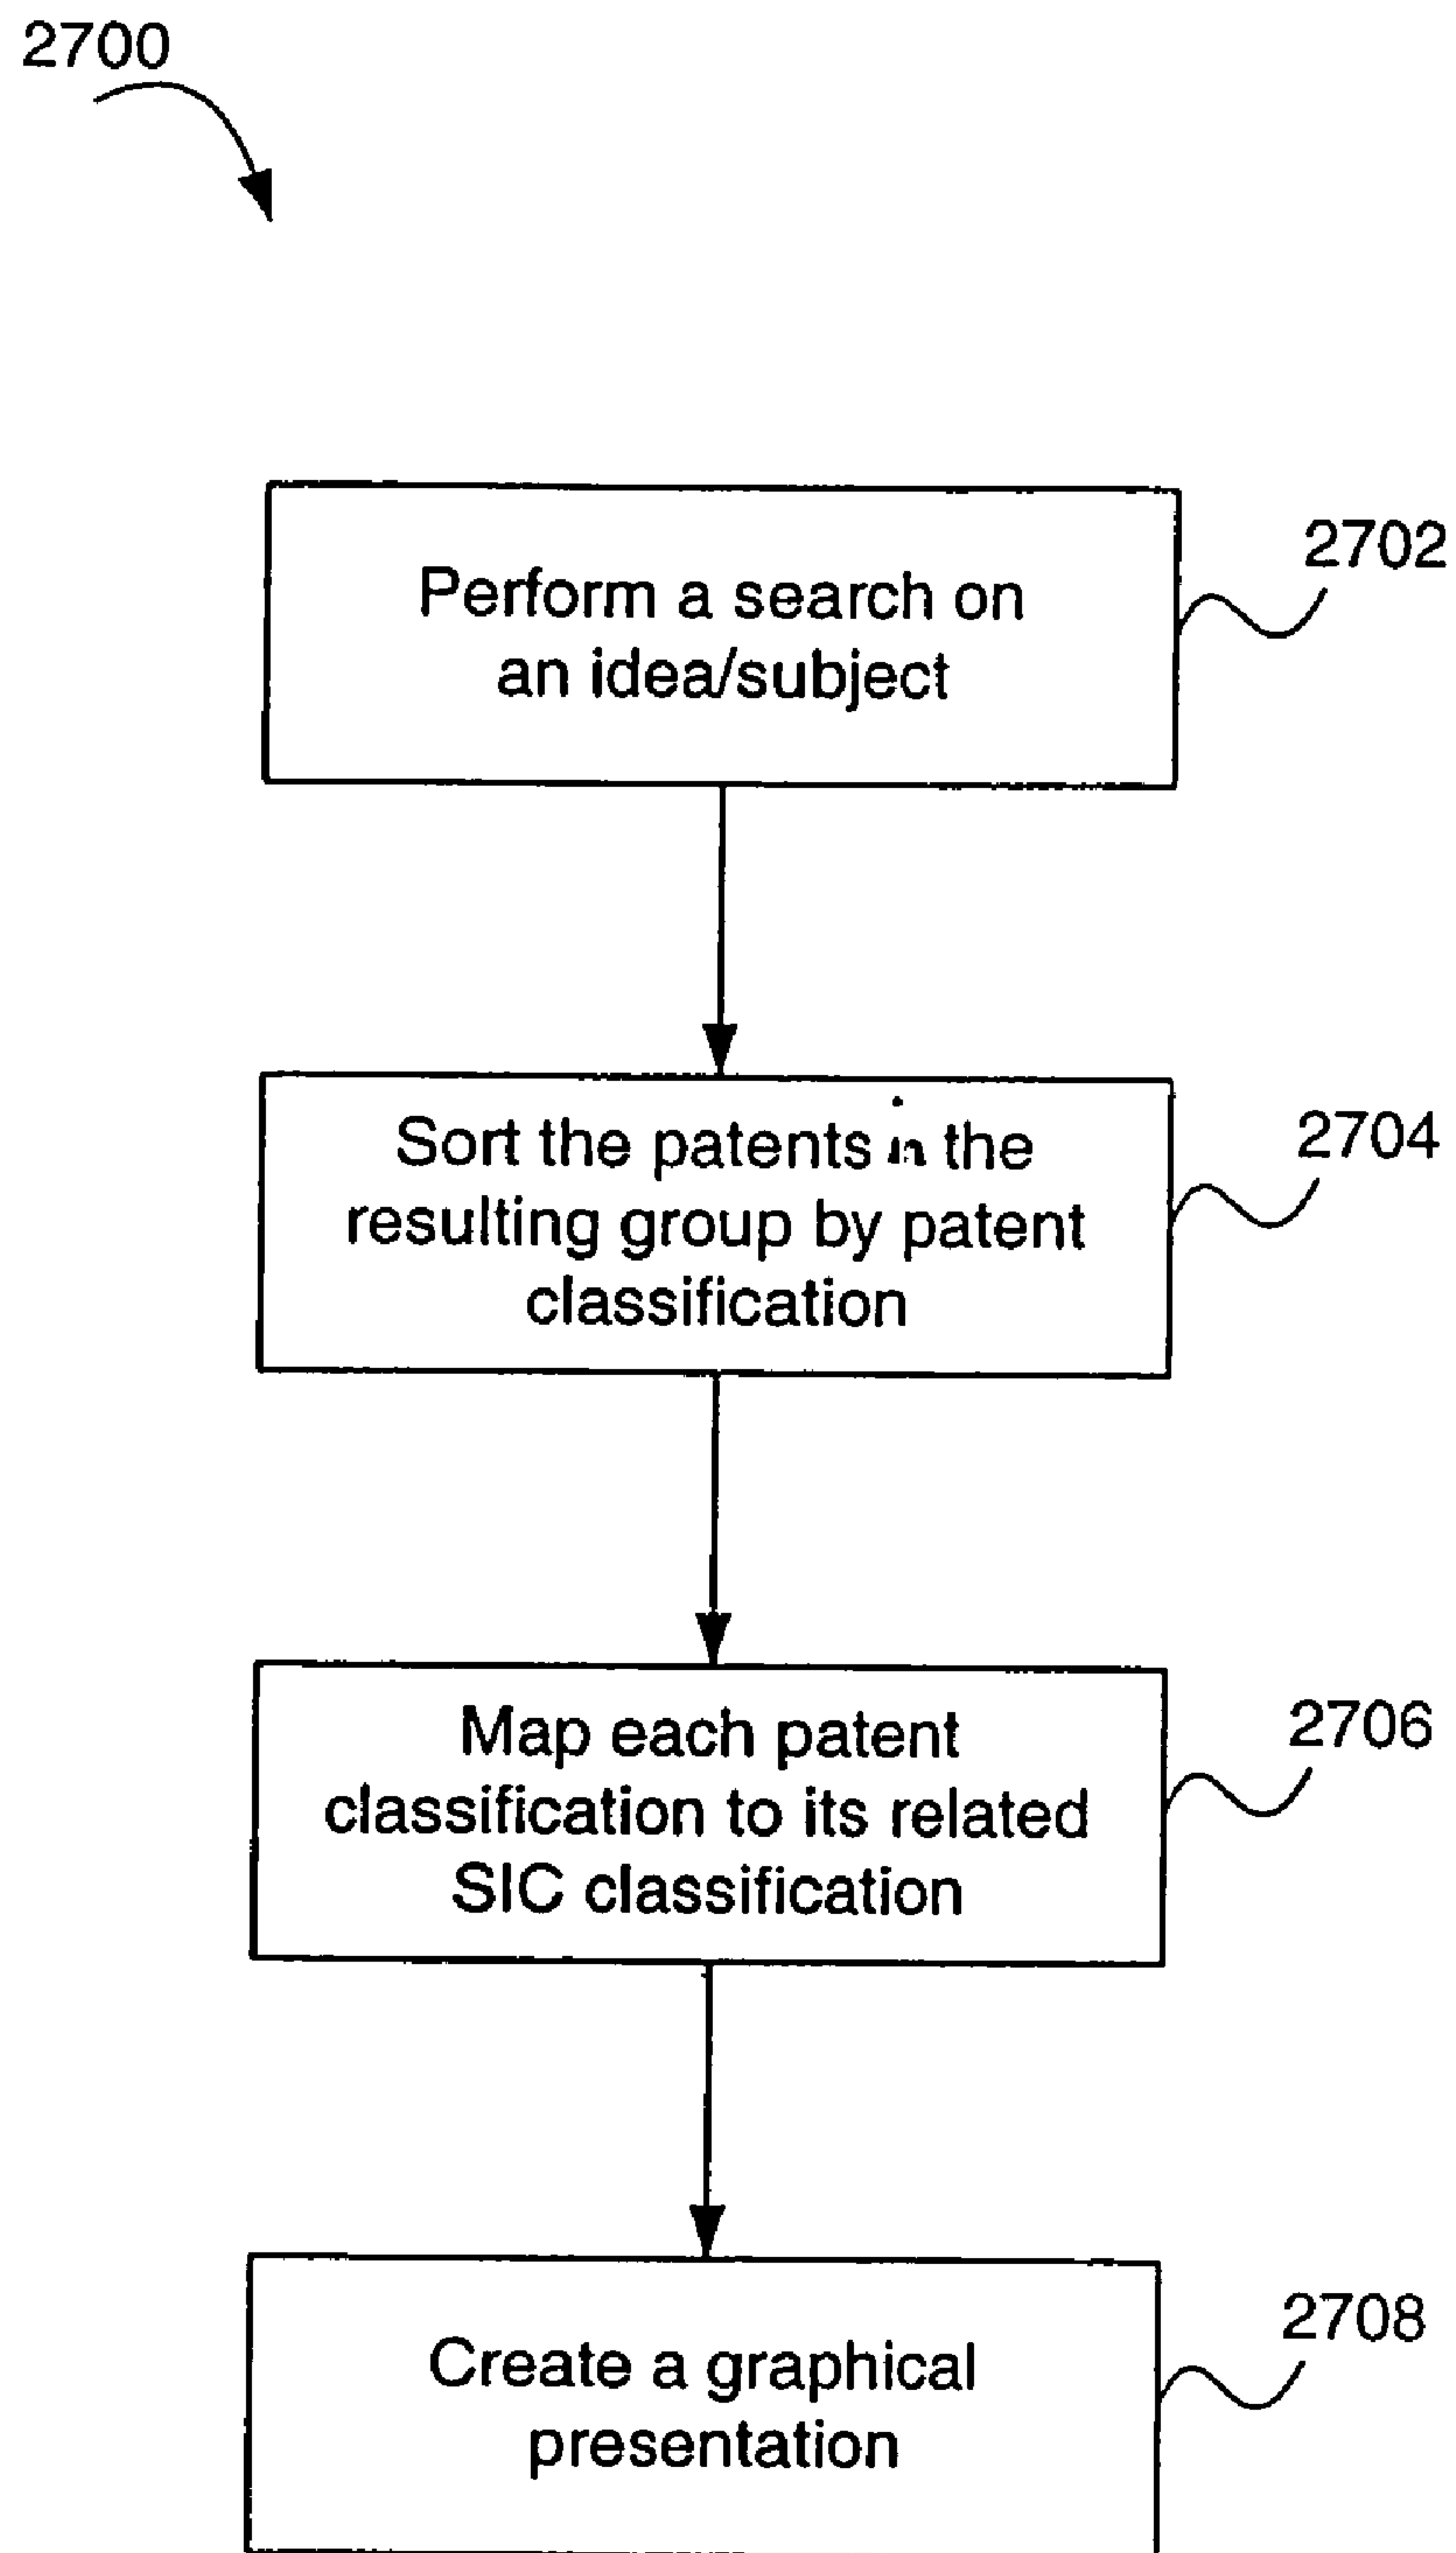 2700
Perform a search on
an idea/subject
2702
Sort the patents in the
resulting group by patent
classification
2704
Map each patent
classification to its related
SIC classification
2706
Create a graphical
presentation
2708